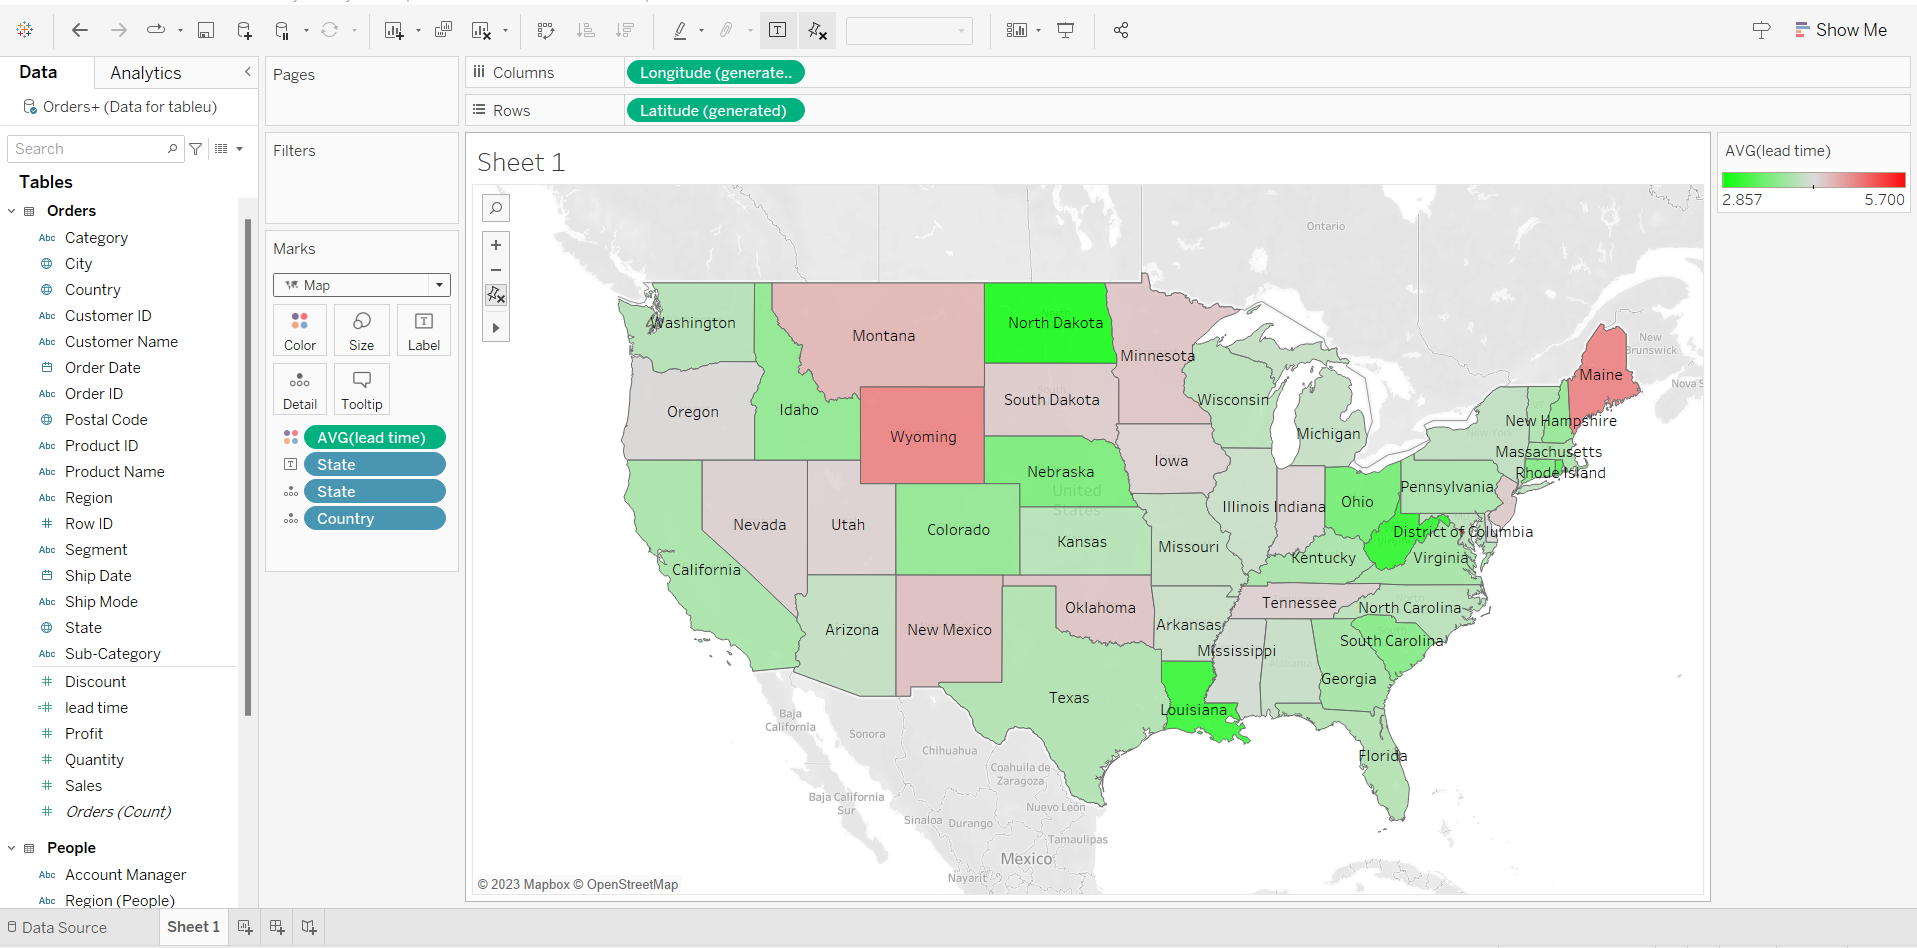 Show Me
Data
Analytics
Orders+ (Data for tableu)
Search
Tables
Orders
Abc Category
City
Country
Abc Customer ID
Abc Customer Name
Order Date
Abc Order ID
Postal Code
Abc Product ID
Abc Product Name
Abc Region
# Row ID
Abc Segment
Ship Date
Abc Ship Mode
State
Abc Sub-Category
# Discount
=# lead time
# Profit
# Quantity
# Sales
# Orders (Count)
People
Abc Account Manager
Abc Region (People)
Pages
Filters
Marks
Map
Color
Size
T
Label
Detail
Tooltip
AVG(lead time)
T State
State
Country
Columns
Longitude (generate..
Rows
Latitude (generated)
Sheet 1
Ontario
Washington
Montana
North Dakota
Minnesota
New
Brunswick
Maine
Nova S
Oregon
Idaho
Wyoming
South Dakota
Wisconsin
Michigan
New Hampshire
Massachusetts
Rhode Island
Iowa
Nebraska
United
States
Pennsylvania
Ohio
Illinois
Indiana
Nevada
Utah
Colorado
Kansas
Missouri
District of Columbia
Kentucky
Virginia
California
Tennessee
North Carolina
Oklahoma
Arizona
New Mexico
Arkansas
Mississippi
Alabama
South Carolina
Georgia
Texas
Louisiana
Florida
Baja
California
Sonora
Chihuahua
Coahuila de
Zaragoza
Baja California
Sur
Nuevo León
Sinaloa
Durango
Tamaulipas
Mexico
Nayarit
© 2023 Mapbox © OpenStreetMap
AVG(lead time)
2.857
5.700
Data Source
Sheet 1